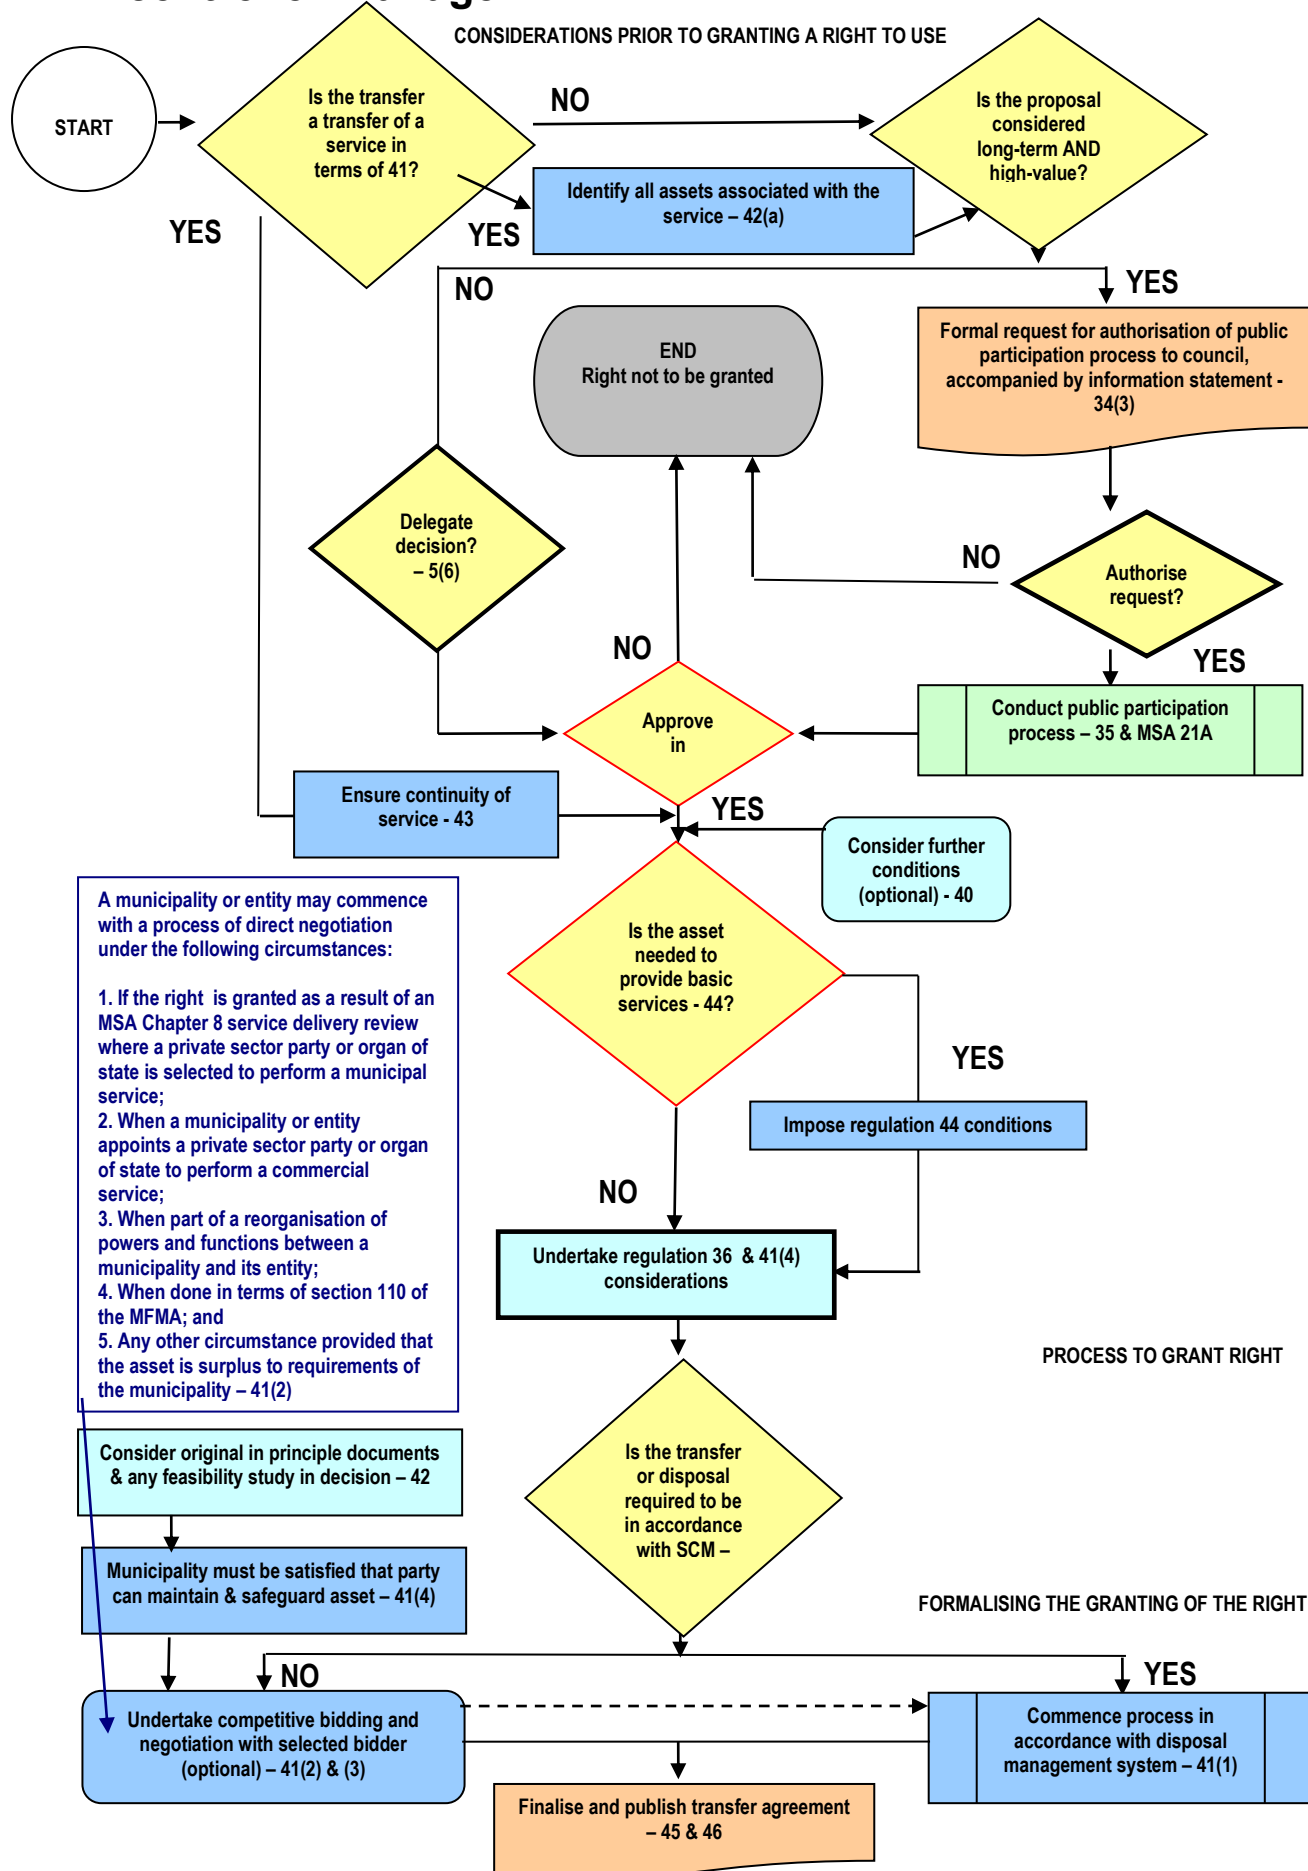 CONSIDERATIONS PRIOR TO GRANTING A RIGHT TO USE
START
Is the transfer
a transfer of a
service in
terms of 41?
NO
Is the proposal
considered
long-term AND
high-value?
Identify all assets associated with the
service – 42(a)
YES
YES
NO
YES
END
Right not to be granted
Formal request for authorisation of public
participation process to council,
accompanied by information statement -
34(3)
Delegate
decision?
– 5(6)
NO
Authorise
request?
NO
YES
Approve
in
Conduct public participation
process – 35 & MSA 21A
Ensure continuity of
service - 43
YES
Consider further
conditions
(optional) - 40
A municipality or entity may commence
with a process of direct negotiation
under the following circumstances:
1. If the right is granted as a result of an
MSA Chapter 8 service delivery review
where a private sector party or organ of
state is selected to perform a municipal
service;
2. When a municipality or entity
appoints a private sector party or organ
of state to perform a commercial
service;
3. When part of a reorganisation of
powers and functions between a
municipality and its entity;
4. When done in terms of section 110 of
the MFMA; and
5. Any other circumstance provided that
the asset is surplus to requirements of
the municipality – 41(2)
Is the asset
needed to
provide basic
services - 44?
YES
Impose regulation 44 conditions
NO
Undertake regulation 36 & 41(4)
considerations
PROCESS TO GRANT RIGHT
Consider original in principle documents
& any feasibility study in decision – 42
Is the transfer
or disposal
required to be
in accordance
with SCM –
Municipality must be satisfied that party
can maintain & safeguard asset – 41(4)
FORMALISING THE GRANTING OF THE RIGHT
NO
YES
Undertake competitive bidding and
negotiation with selected bidder
(optional) – 41(2) & (3)
Commence process in
accordance with disposal
management system – 41(1)
Finalise and publish transfer agreement
– 45 & 46